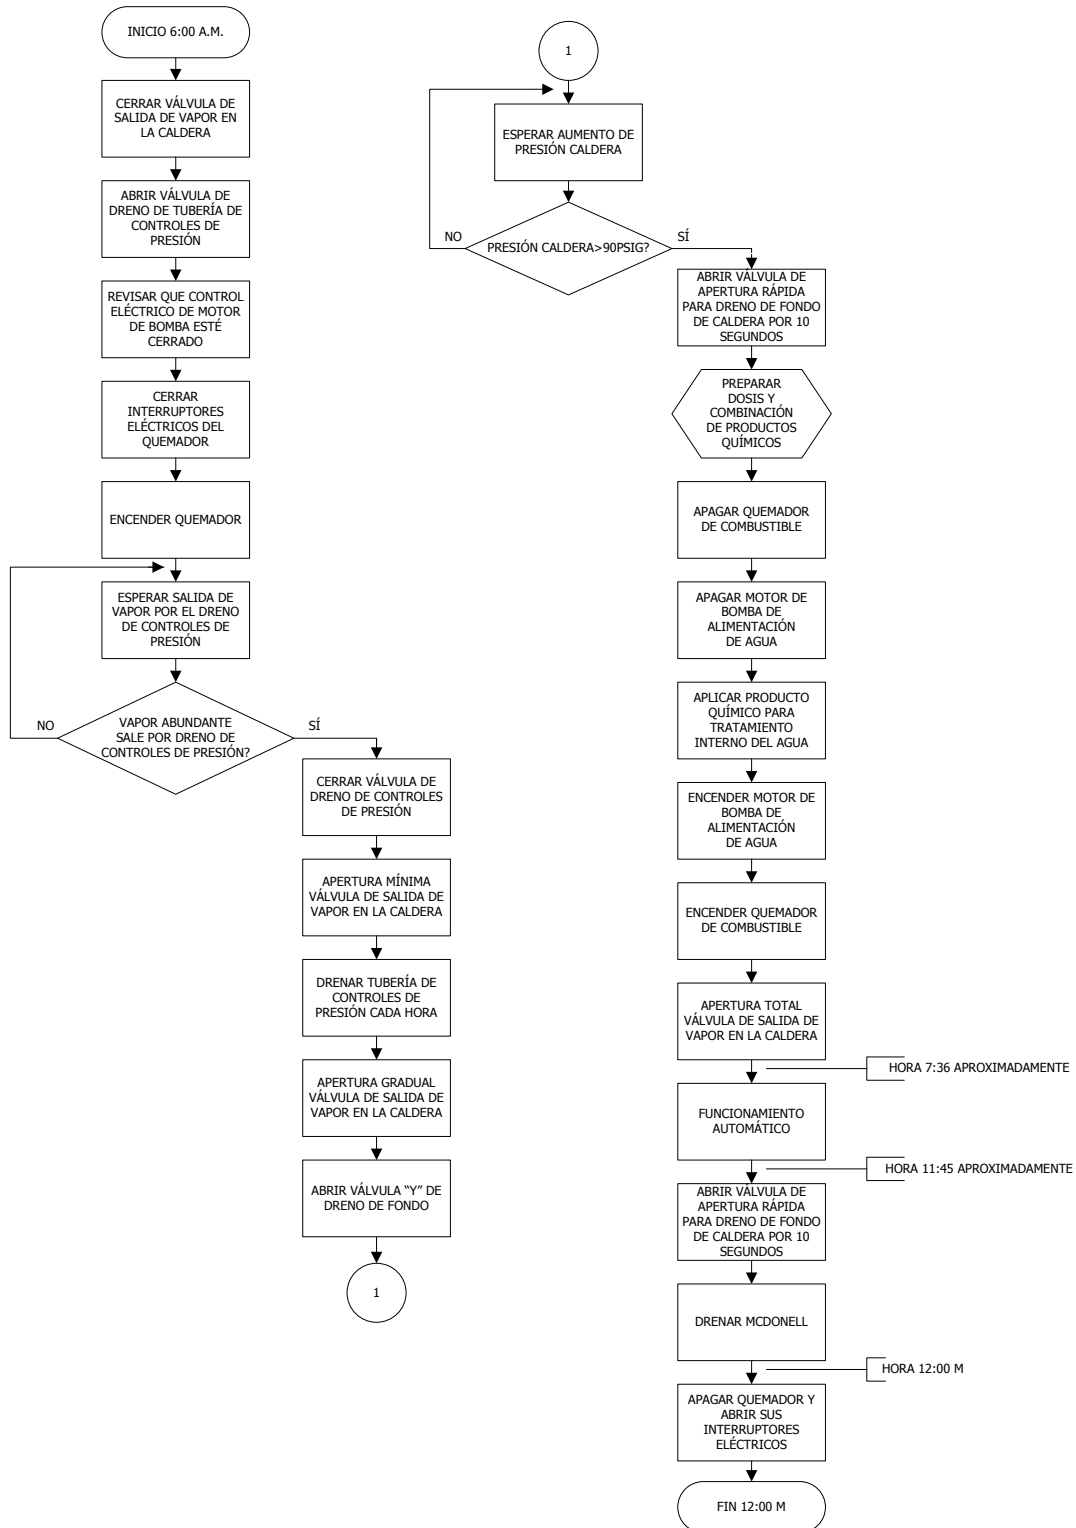 INICIO 6:00 A.M.
CERRAR VÁLVULA DE
SALIDA DE VAPOR EN
LA CALDERA
ABRIR VÁLVULA DE
DRENO DE TUBERÍA DE
CONTROLES DE
PRESIÓN
REVISAR QUE CONTROL
ELÉCTRICO DE MOTOR
DE BOMBA ESTÉ
CERRADO
CERRAR
INTERRUPTORES
ELÉCTRICOS DEL
QUEMADOR
ENCENDER QUEMADOR
ESPERAR SALIDA DE
VAPOR POR EL DRENO
DE CONTROLES DE
PRESIÓN
NO
VAPOR ABUNDANTE
SALE POR DRENO DE
CONTROLES DE PRESIÓN?
SÍ
CERRAR VÁLVULA DE
DRENO DE CONTROLES
DE PRESIÓN
APERTURA MÍNIMA
VÁLVULA DE SALIDA DE
VAPOR EN LA CALDERA
DRENAR TUBERÍA DE
CONTROLES DE
PRESIÓN CADA HORA
APERTURA GRADUAL
VÁLVULA DE SALIDA DE
VAPOR EN LA CALDERA
ABRIR VÁLVULA “Y” DE
DRENO DE FONDO
1
1
ESPERAR AUMENTO DE
PRESIÓN CALDERA
NO
PRESIÓN CALDERA>90PSIG?
SÍ
ABRIR VÁLVULA DE
APERTURA RÁPIDA
PARA DRENO DE FONDO
DE CALDERA POR 10
SEGUNDOS
PREPARAR
DOSIS Y
COMBINACIÓN
DE PRODUCTOS
QUÍMICOS
APAGAR QUEMADOR
DE COMBUSTIBLE
APAGAR MOTOR DE
BOMBA DE
ALIMENTACIÓN
DE AGUA
APLICAR PRODUCTO
QUÍMICO PARA
TRATAMIENTO
INTERNO DEL AGUA
ENCENDER MOTOR DE
BOMBA DE
ALIMENTACIÓN
DE AGUA
ENCENDER QUEMADOR
DE COMBUSTIBLE
APERTURA TOTAL
VÁLVULA DE SALIDA DE
VAPOR EN LA CALDERA
HORA 7:36 APROXIMADAMENTE
FUNCIONAMIENTO
AUTOMÁTICO
HORA 11:45 APROXIMADAMENTE
ABRIR VÁLVULA DE
APERTURA RÁPIDA
PARA DRENO DE FONDO
DE CALDERA POR 10
SEGUNDOS
DRENAR MCDONELL
HORA 12:00 M
APAGAR QUEMADOR Y
ABRIR SUS
INTERRUPTORES
ELÉCTRICOS
FIN 12:00 M